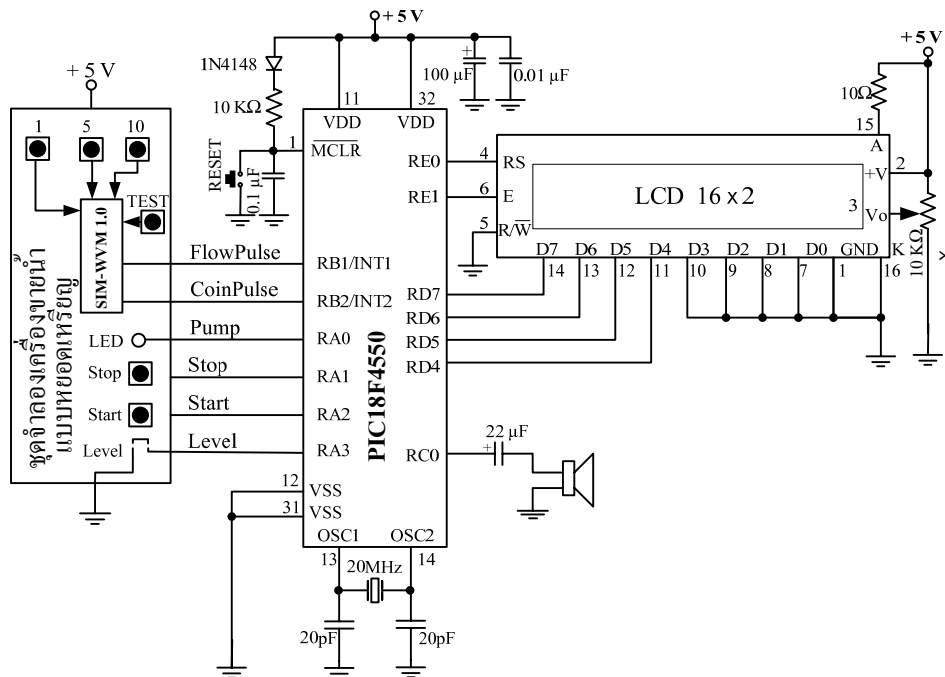 +5V
1N4148
10 KΩ
100 µF
+
0.01 µF
+5V
10Ω
+5V
1
5
10
TEST
SIM-WVM 1.0
ชุดจำลองเครื่องขายน้ำ
แบบหยอดเหรียญ
LED
Stop
Start
Level
RESET
0.1 µF
11
32
VDD
VDD
1
MCLR
FlowPulse
RB1/INT1
CoinPulse
RB2/INT2
Pump
RA0
Stop
RA1
Start
RA2
Level
RA3
12
VSS
31
VSS
OSC1
OSC2
13
14
20MHz
20pF
20pF
PIC18F4550
RE0
4
RS
RE1
6
E
5
R/W
LCD 16x2
15
A
+V
2
3
Vo
10 KΩ
D7
D6
D5
D4
D3
D2
D1
D0
GND
K
14
13
12
11
10
9
8
7
1
16
RD7
RD6
RD5
RD4
RC0
22 µF
+